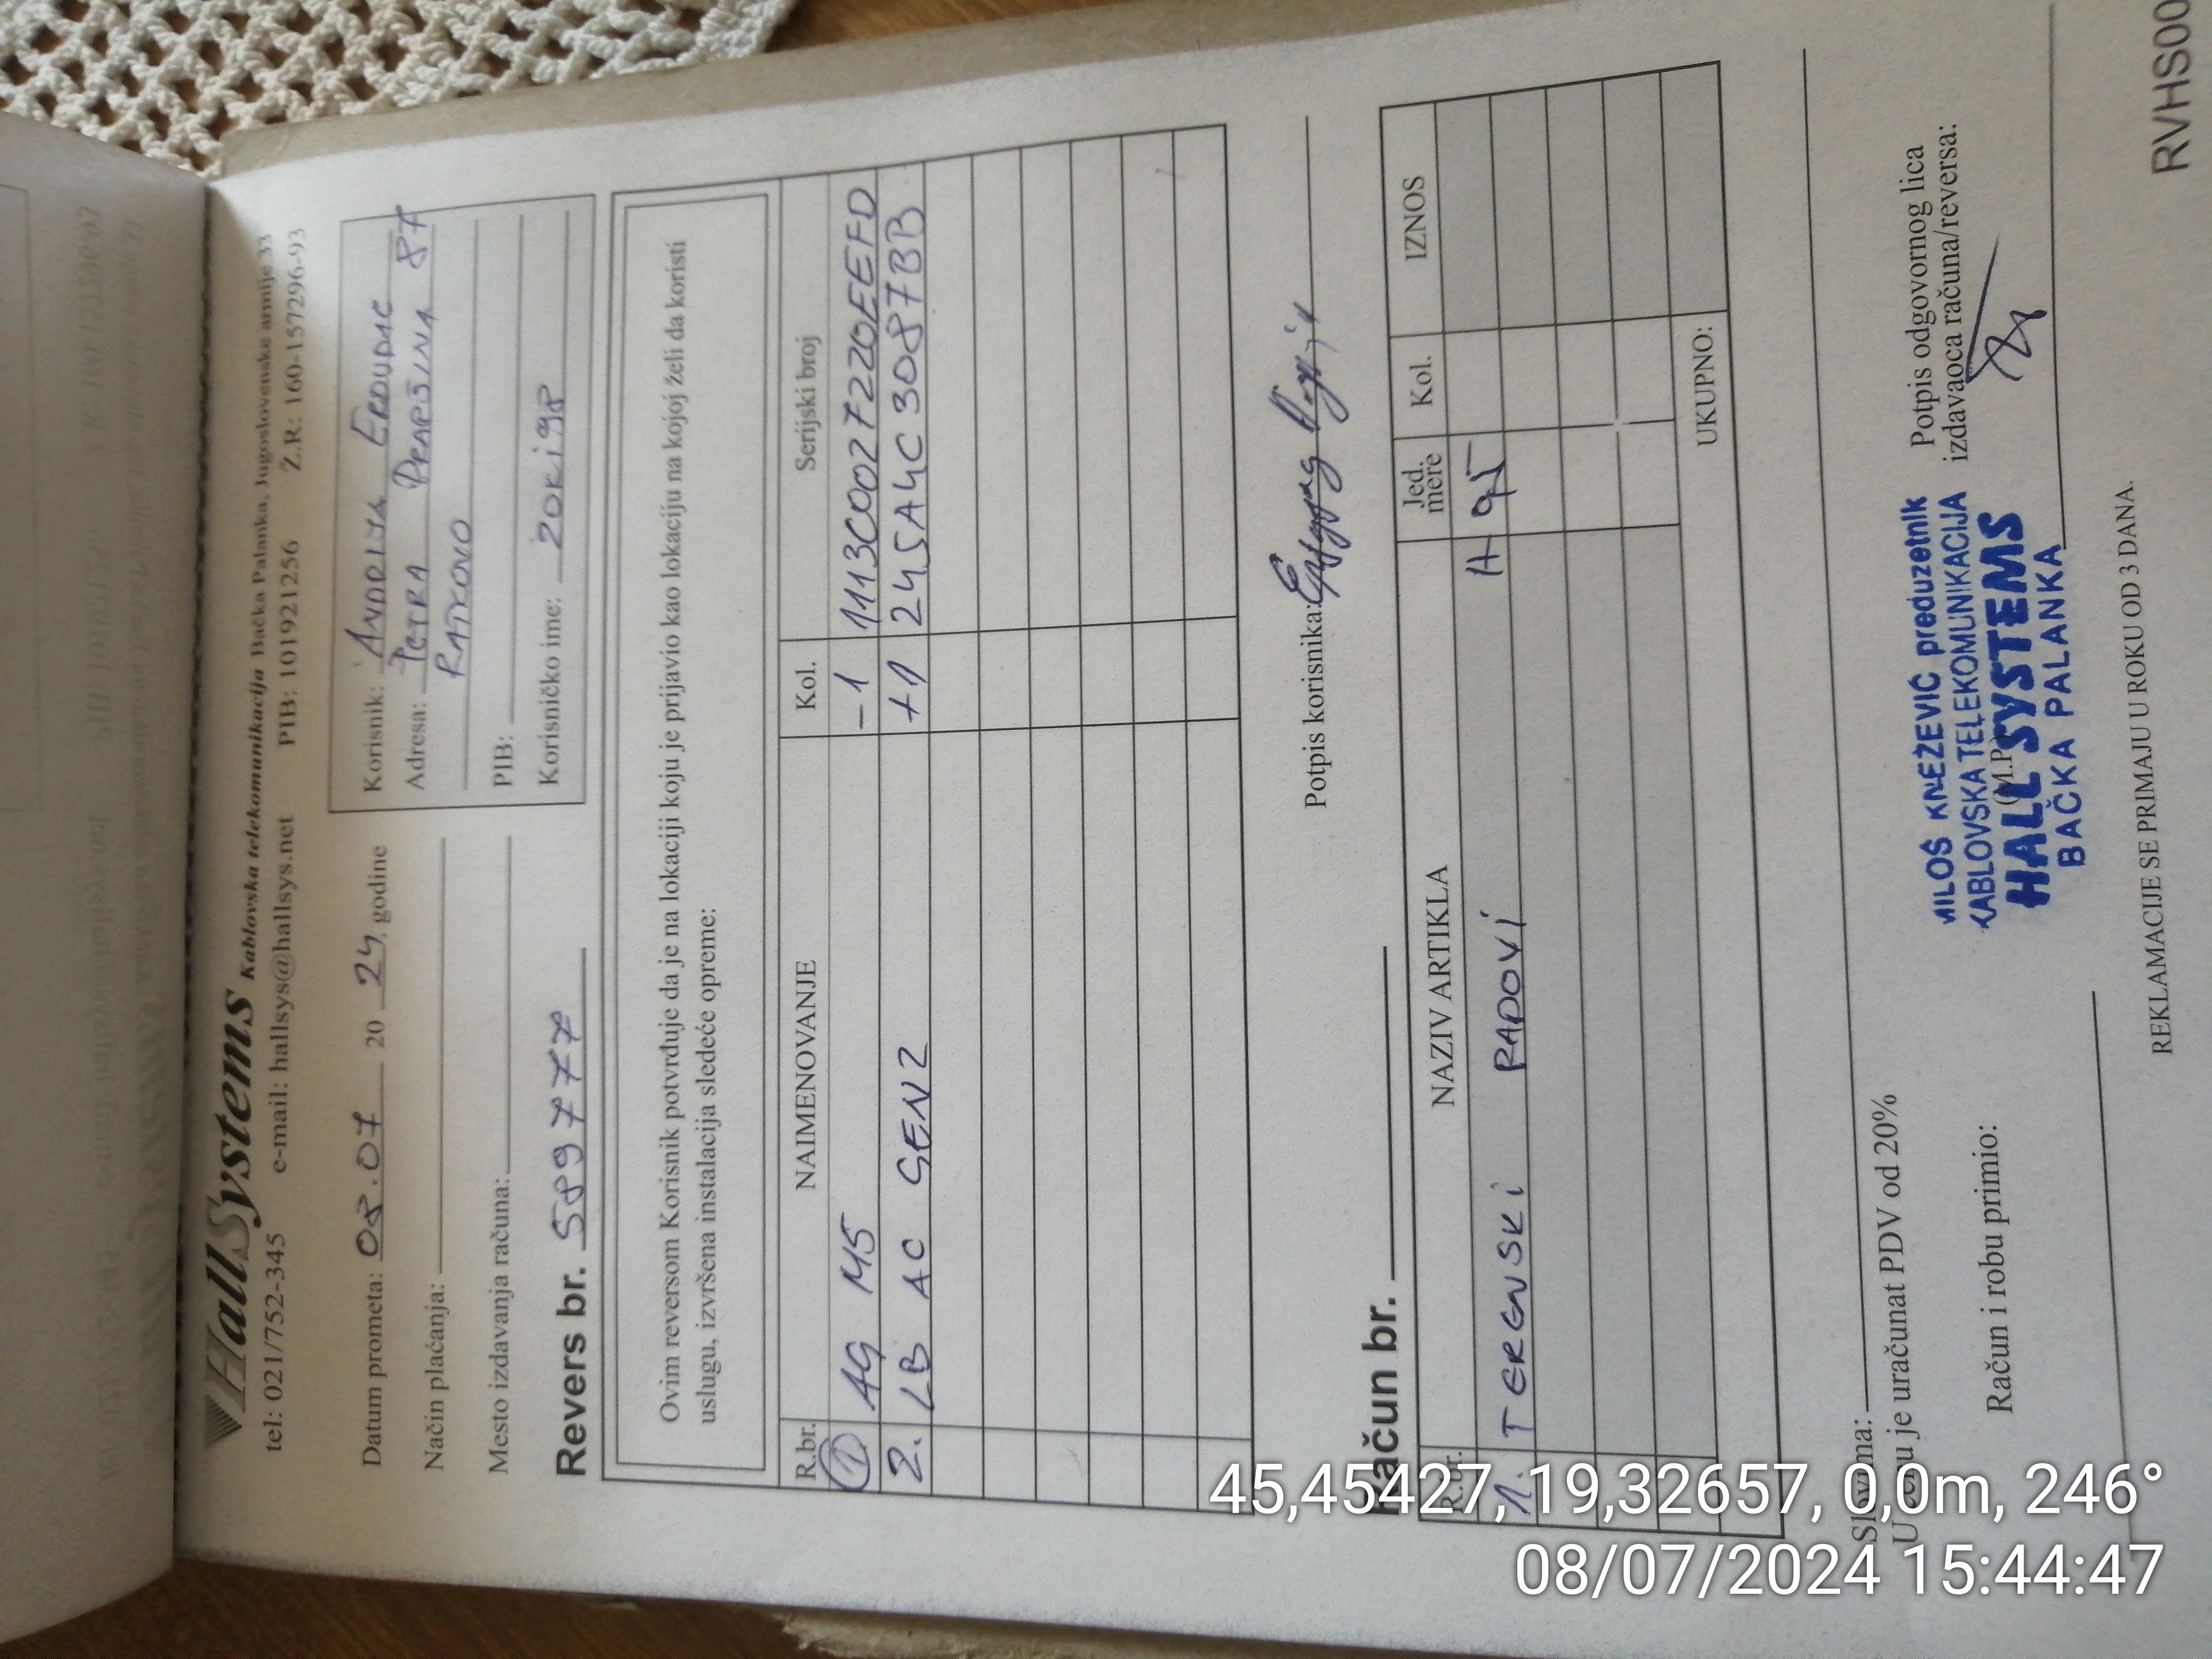 HallSystems Kablovska telekomunikacija Bačka Palanka, Jugoslovenske armije 33
tel: 021/752-345 e-mail: hallsys@hallsys.net PIB: 101921256 Ž.R: 160-157296-93
Datum prometa: 08.07 20 24. godine
Način plaćanja:
Mesto izdavanja računa:
Revers br. 589777
Korisnik: ANDRIJA ERDUDAC
Adresa: PETRA DRAPŠINA 87
RATKOVO
PIB:
Korisničko ime: ZOKI98
Ovim reversom Korisnik potvrđuje da je na lokaciji koju je prijavio kao lokaciju na kojoj želi da koristi
uslugu, izvršena instalacija sledeće opreme:
R.br. NAIMENOVANJE Kol. Serijski broj
1 AG M5 -1 1113C0027220EEFD
2. LB AC GEN2 +1 245A4C3087BB
Potpis korisnika:
Račun br.
R.br. NAZIV ARTIKLA Jed. mere Kol. IZNOS
1. TERENSKI RADOVI H 95
UKUPNO:
Slovima:
U cenu je uračunat PDV od 20%
Račun i robu primio:
(M.P.)
Potpis odgovornog lica
izdavaoca računa/reversa:
MILOŠ KNEŽEVIĆ preduzetnik
KABLOVSKA TELEKOMUNIKACIJA
HALL SYSTEMS
BAČKA PALANKA
REKLAMACIJE SE PRIMAJU U ROKU OD 3 DANA.
RVHS00
45,45427, 19,32657, 0,0m, 246°
08/07/2024 15:44:47